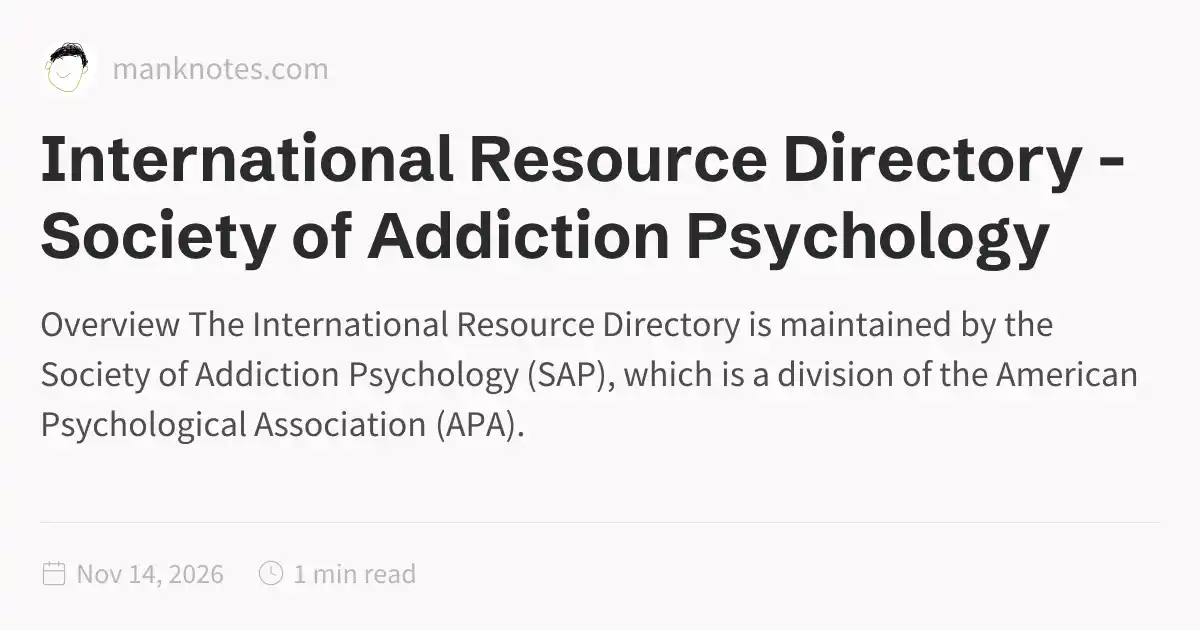 manknotes.com
International Resource Directory -
Society of Addiction Psychology
Overview The International Resource Directory is maintained by the
Society of Addiction Psychology (SAP), which is a division of the American
Psychological Association (APA).
Nov 14, 2026 1 min read